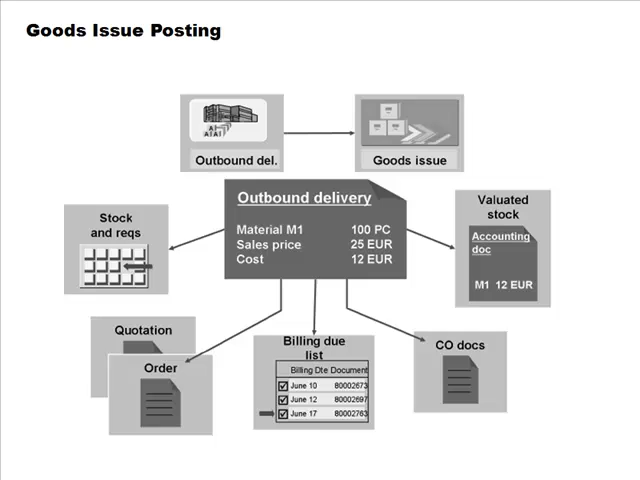 Goods Issue Posting
Outbound del.
Goods issue
Outbound delivery
Material M1 100 PC
Sales price 25 EUR
Cost 12 EUR
Stock
and reqs
Valuated
stock
Accounting
doc
M1 12 EUR
Quotation
Order
Billing due
list
Billing Dte Document
June 10 80002673
June 12 80002697
June 17 80002763
CO docs